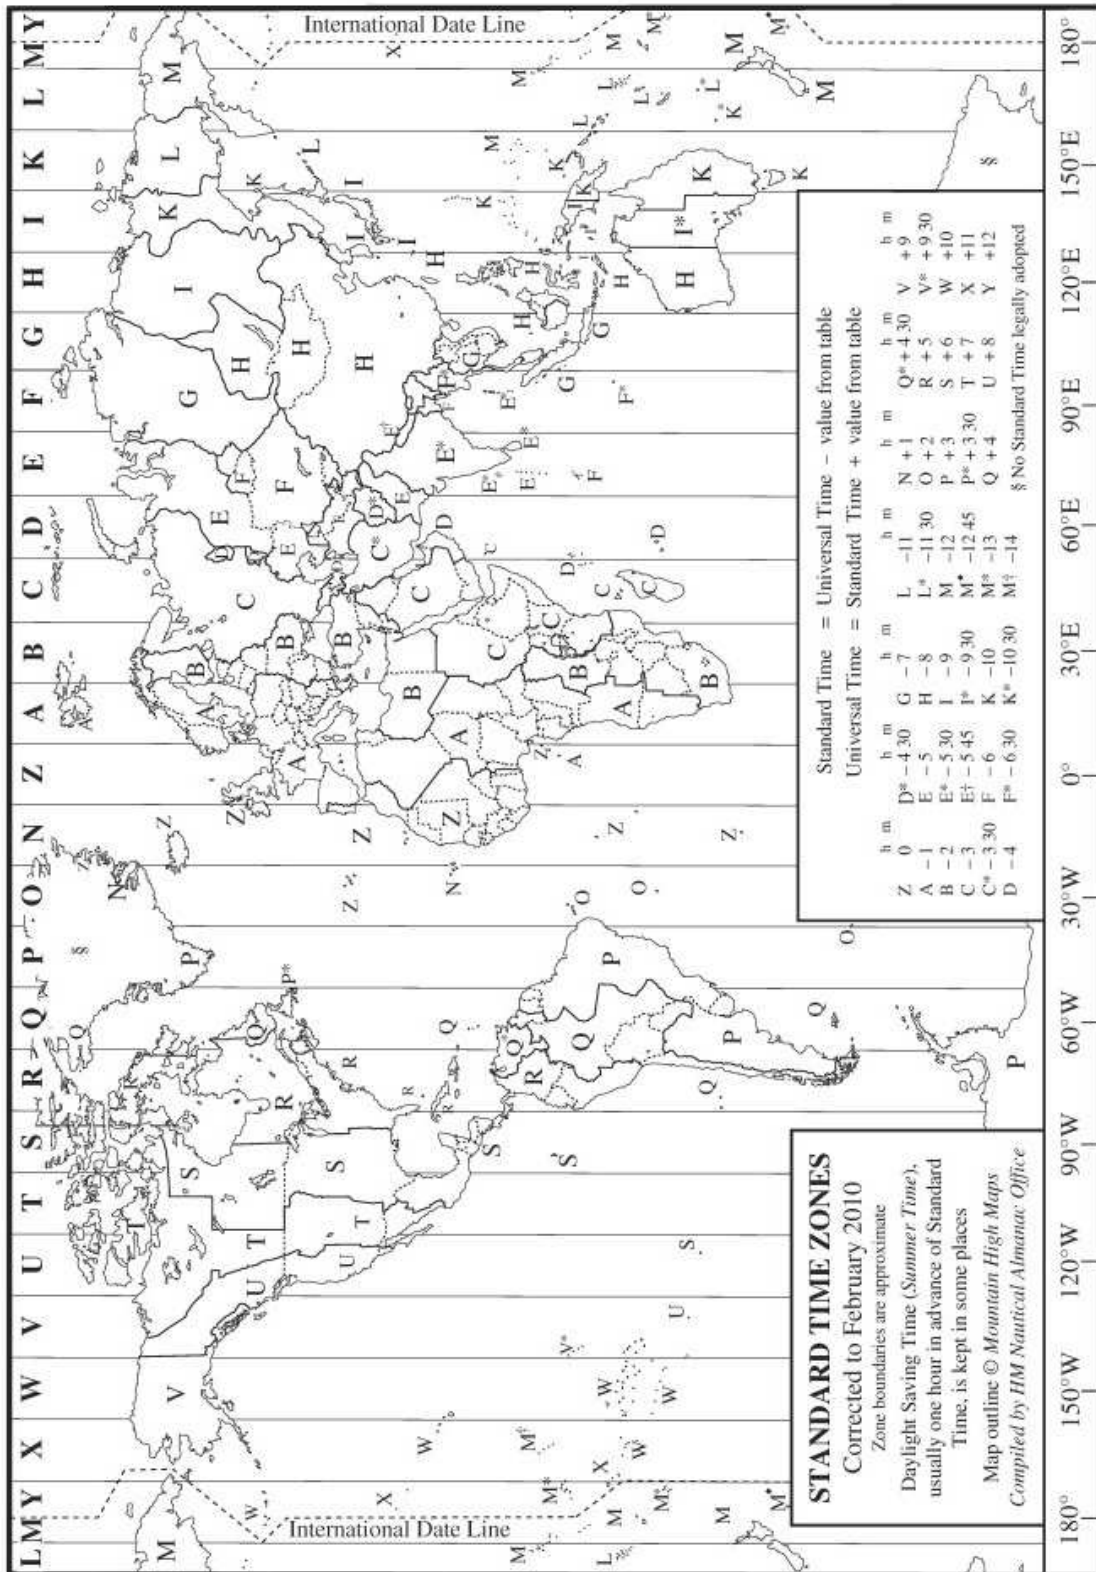 L M Y X W V U T S R Q P O N Z A B C D E F G H I K L M Y
International Date Line
International Date Line
STANDARD TIME ZONES
Corrected to February 2010
Zone boundaries are approximate
Daylight Saving Time (Summer Time),
usually one hour in advance of Standard
Time, is kept in some places
Map outline © Mountain High Maps
Compiled by HM Nautical Almanac Office
Standard Time = Universal Time – value from table
Universal Time = Standard Time + value from table
h m h m h m h m h m h m h m
Z 0 D* – 4 30 G – 7 L –11 N + 1 Q* + 4 30 V + 9
A – 1 E – 5 H – 8 L* –11 30 O + 2 R + 5 V* + 9 30
B – 2 E* – 5 30 I – 9 M –12 P + 3 S + 6 W +10
C – 3 E† – 5 45 I* – 9 30 M♦ –12 45 P* + 3 30 T + 7 X +11
C* – 3 30 F – 6 K –10 M* –13 Q + 4 U + 8 Y +12
D – 4 F* – 6 30 K* –10 30 M† –14
§ No Standard Time legally adopted
180° 150°W 120°W 90°W 60°W 30°W 0° 30°E 60°E 90°E 120°E 150°E 180°